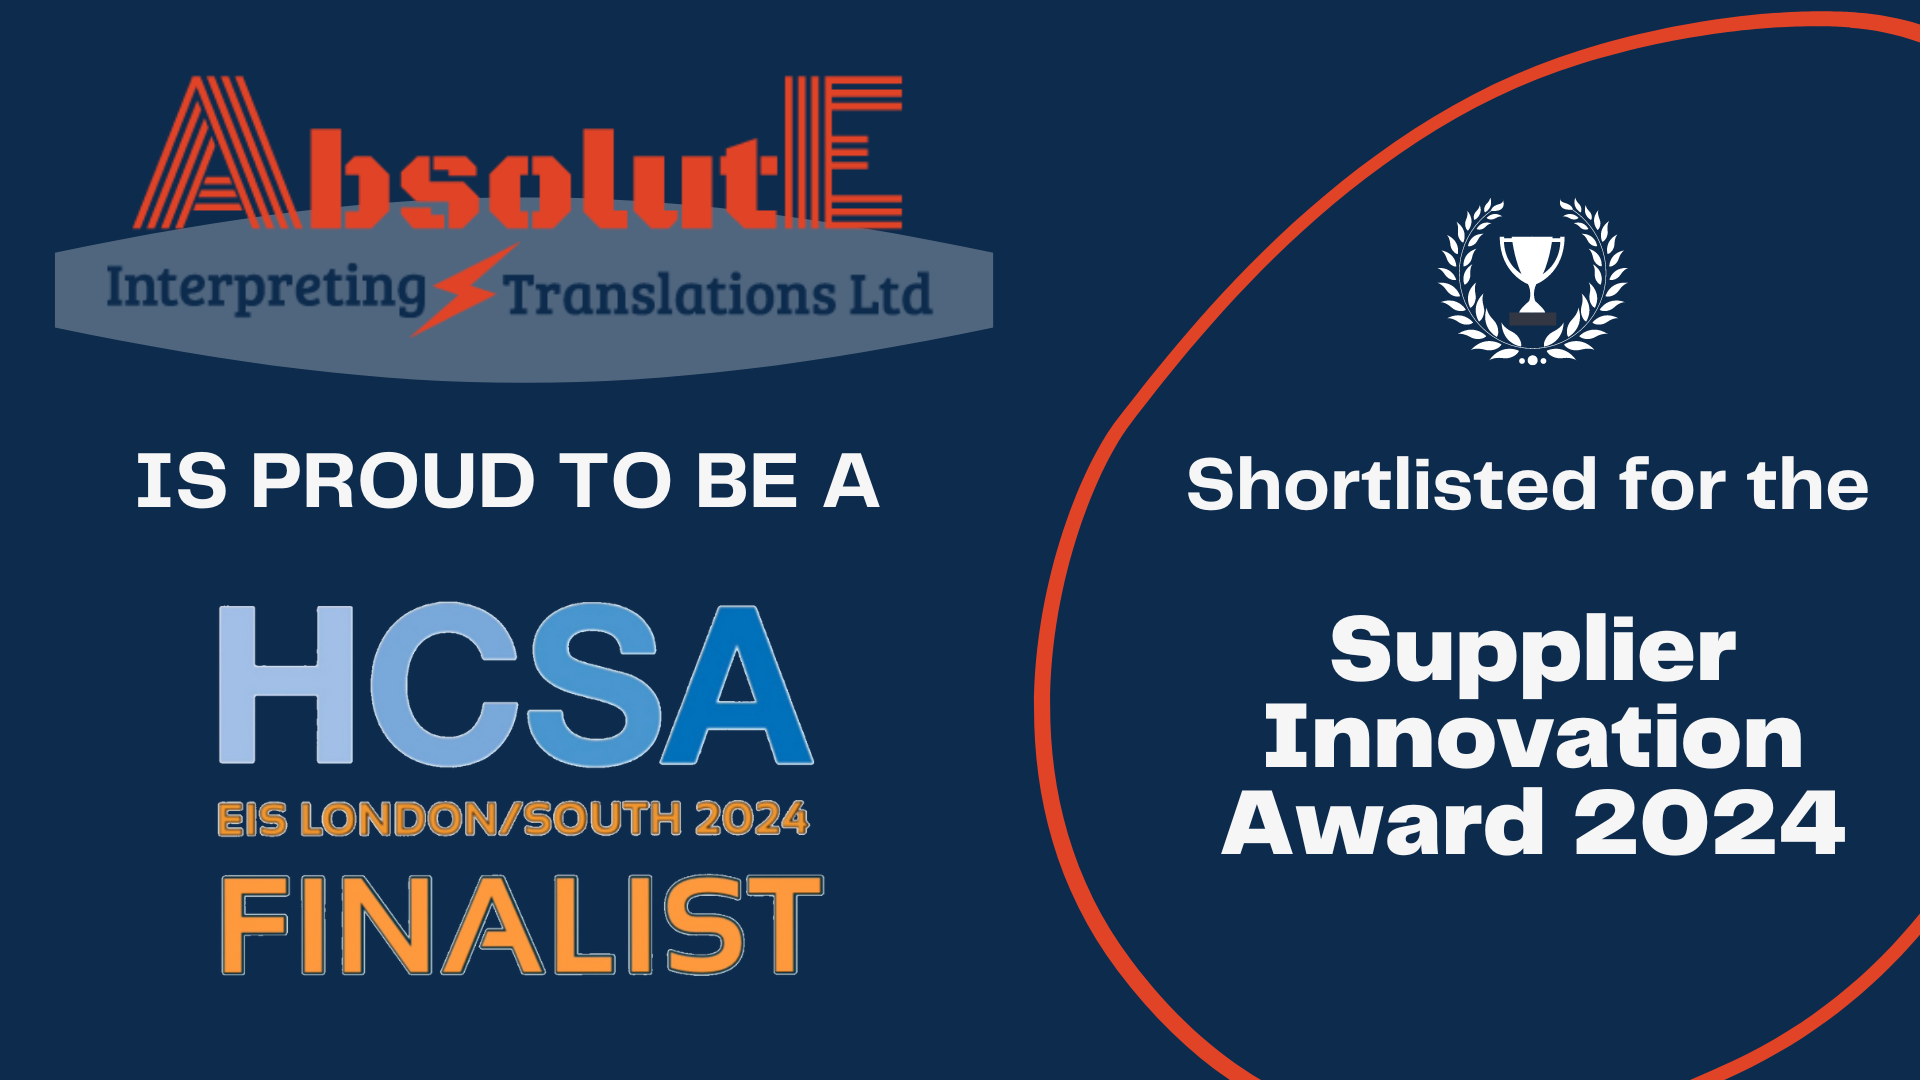 AbsolutE
Interpreting Translations Ltd
IS PROUD TO BE A
HCSA
EIS LONDON/SOUTH 2024
FINALIST
Shortlisted for the
Supplier
Innovation
Award 2024